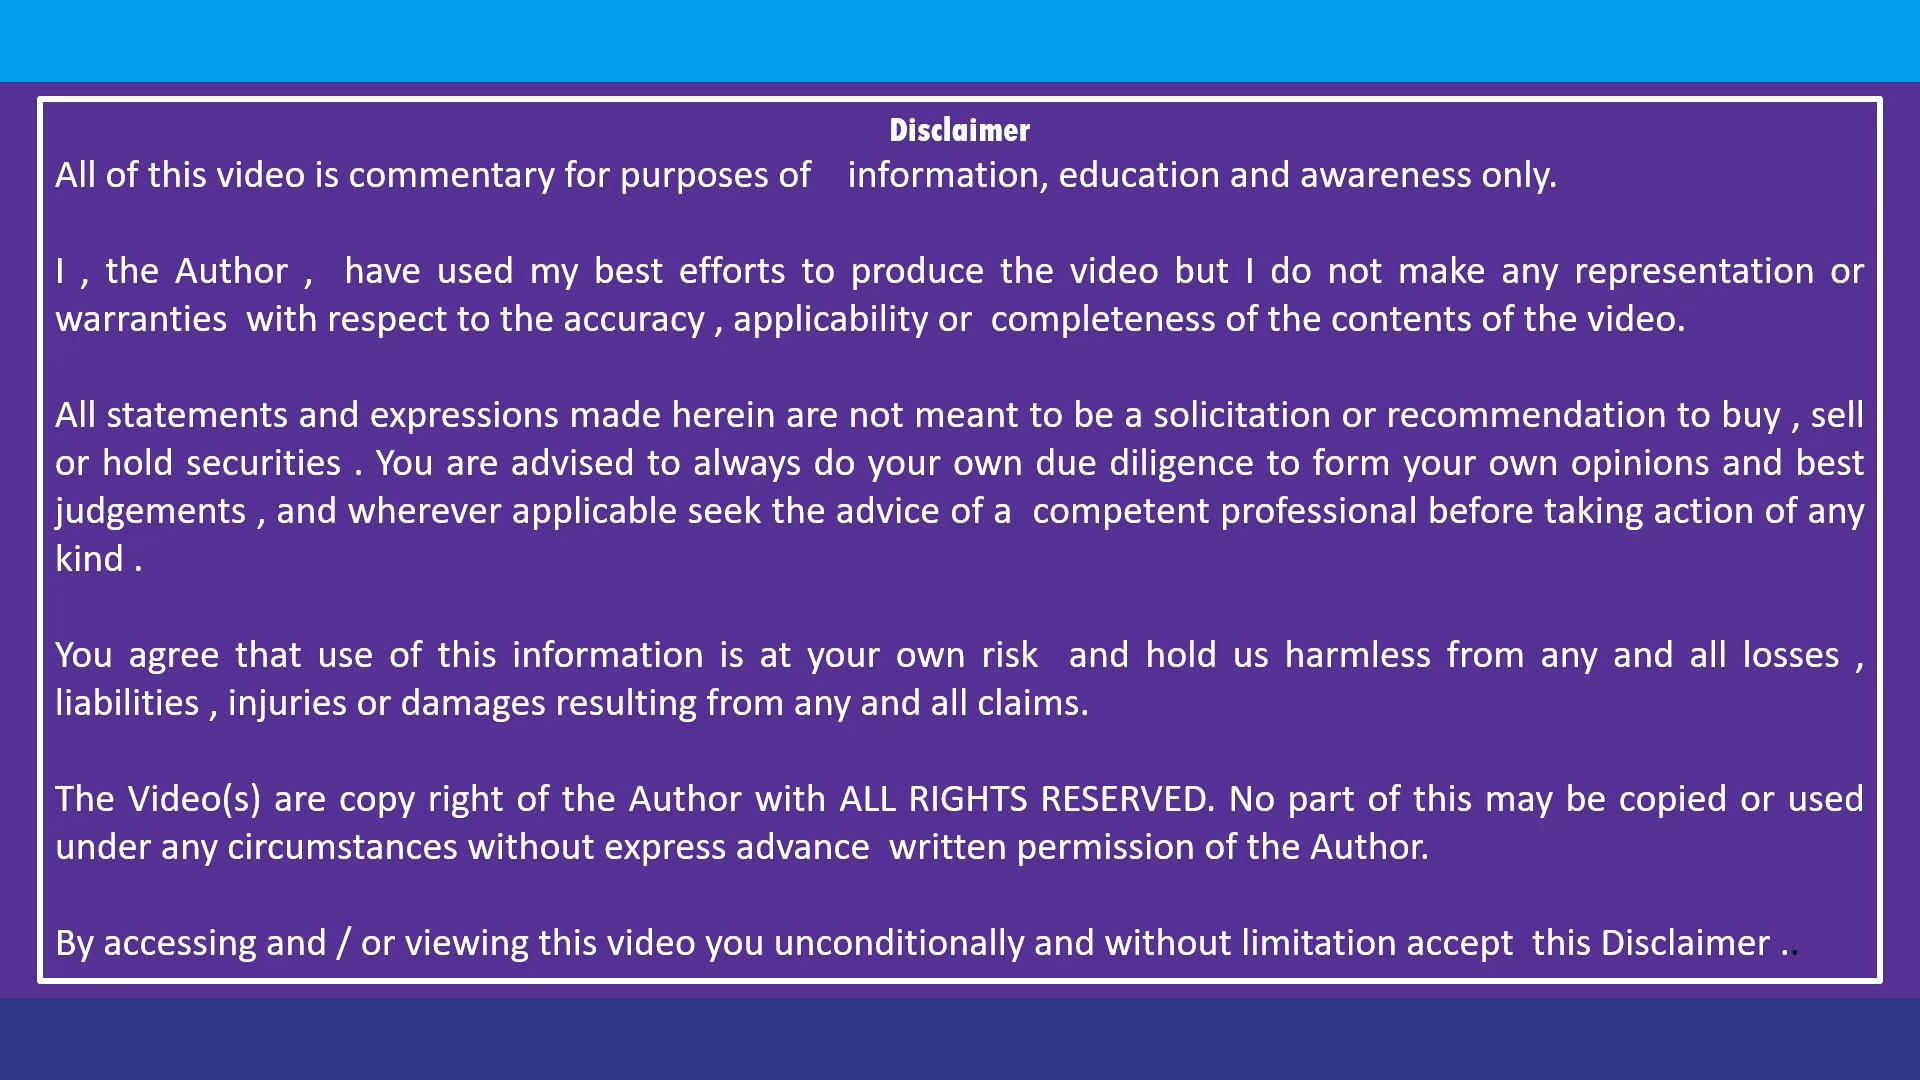 Disclaimer
All of this video is commentary for purposes of    information, education and awareness only.
I , the Author ,  have used my best efforts to produce the video but I do not make any representation or
warranties  with respect to the accuracy , applicability or  completeness of the contents of the video.
All statements and expressions made herein are not meant to be a solicitation or recommendation to buy , sell
or hold securities . You are advised to always do your own due diligence to form your own opinions and best
judgements , and wherever applicable seek the advice of a  competent professional before taking action of any
kind .
You agree that use of this information is at your own risk  and hold us harmless from any and all losses ,
liabilities , injuries or damages resulting from any and all claims.
The Video(s) are copy right of the Author with ALL RIGHTS RESERVED. No part of this may be copied or used
under any circumstances without express advance  written permission of the Author.
By accessing and / or viewing this video you unconditionally and without limitation accept  this Disclaimer ..